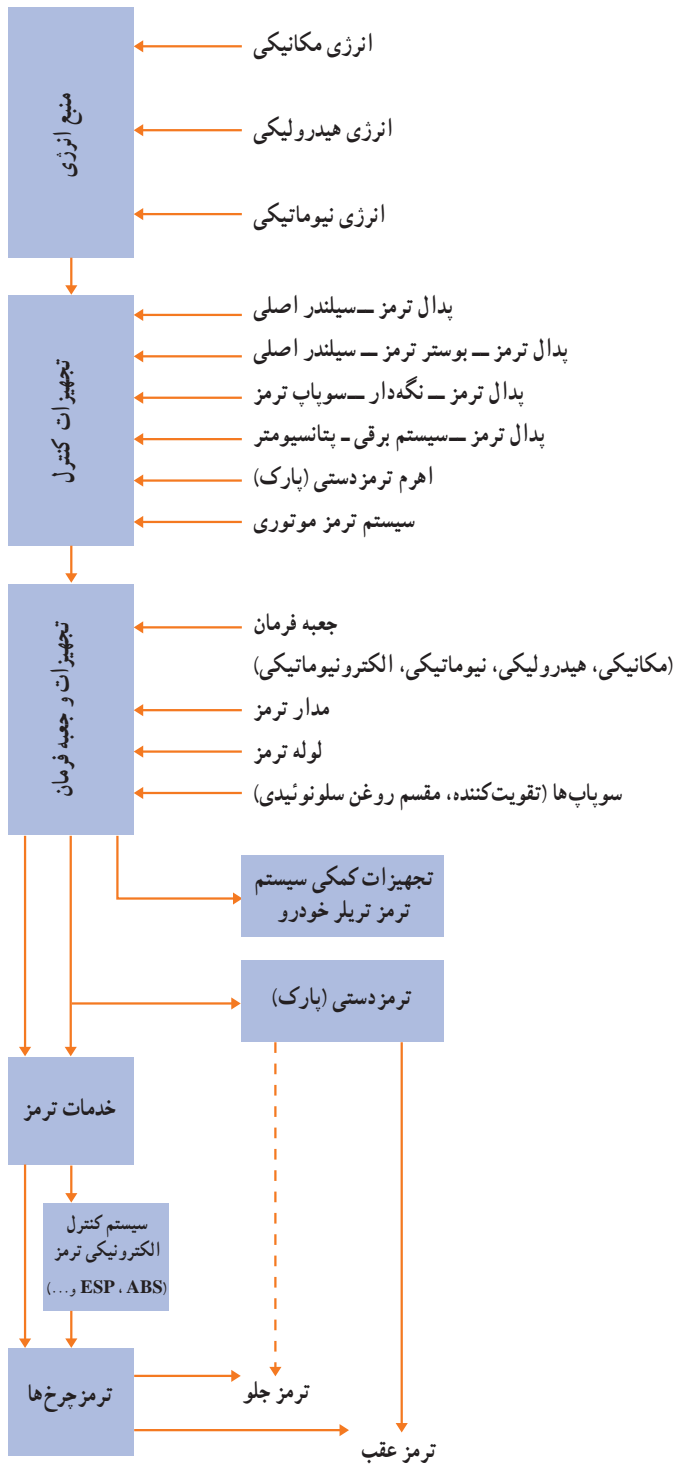 منبع انرژی
انرژی مکانیکی
انرژی هیدرولیکی
انرژی نیوماتیکی
تجهیزات کنترل
پدال ترمز ــ سیلندر اصلی
پدال ترمز ــ بوستر ترمز ــ سیلندر اصلی
پدال ترمز ــ نگه‌دار ــ سوپاپ ترمز
پدال ترمز ــ سیستم برقی ـ پتانسیومتر
اهرم ترمزدستی (پارک)
سیستم ترمز موتوری
تجهیزات و جعبه فرمان
جعبه فرمان
(مکانیکی، هیدرولیکی، نیوماتیکی، الکترونیوماتیکی)
مدار ترمز
لوله ترمز
سوپاپ‌ها (تقویت‌کننده، مقسم روغن سلونوئیدی)
تجهیزات کمکی سیستم
ترمز تریلر خودرو
ترمزدستی (پارک)
خدمات ترمز
سیستم کنترل
الکترونیکی ترمز
(ESP ، ABS و...)
ترمزچرخ‌ها
ترمز جلو
ترمز عقب